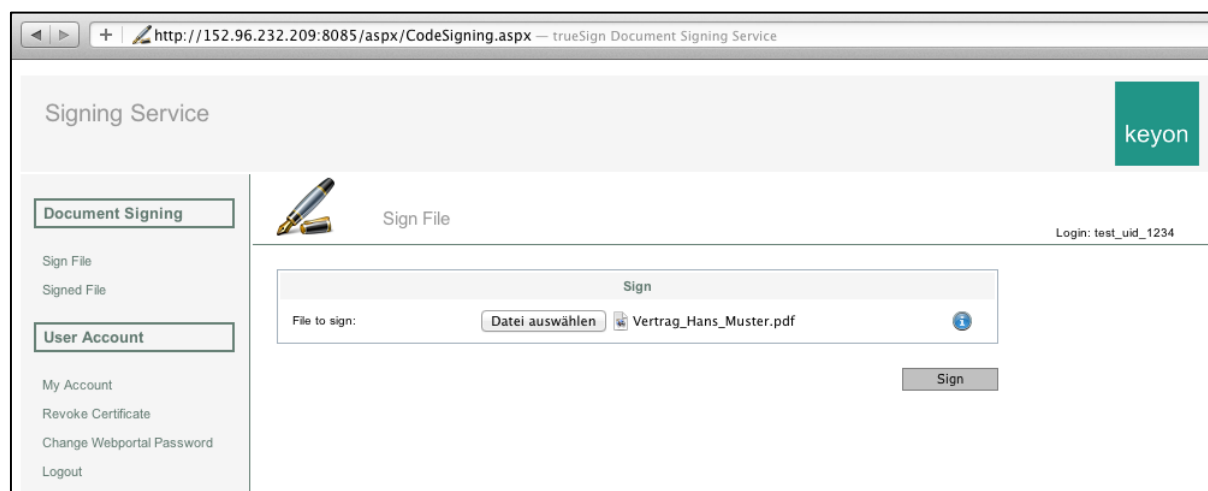 + http://152.96.232.209:8085/aspx/CodeSigning.aspx — trueSign Document Signing Service
Signing Service
keyon
Document Signing
Sign File
Signed File
User Account
My Account
Revoke Certificate
Change Webportal Password
Logout
Sign File
Login: test_uid_1234
Sign
File to sign: Datei auswählen Vertrag_Hans_Muster.pdf
Sign